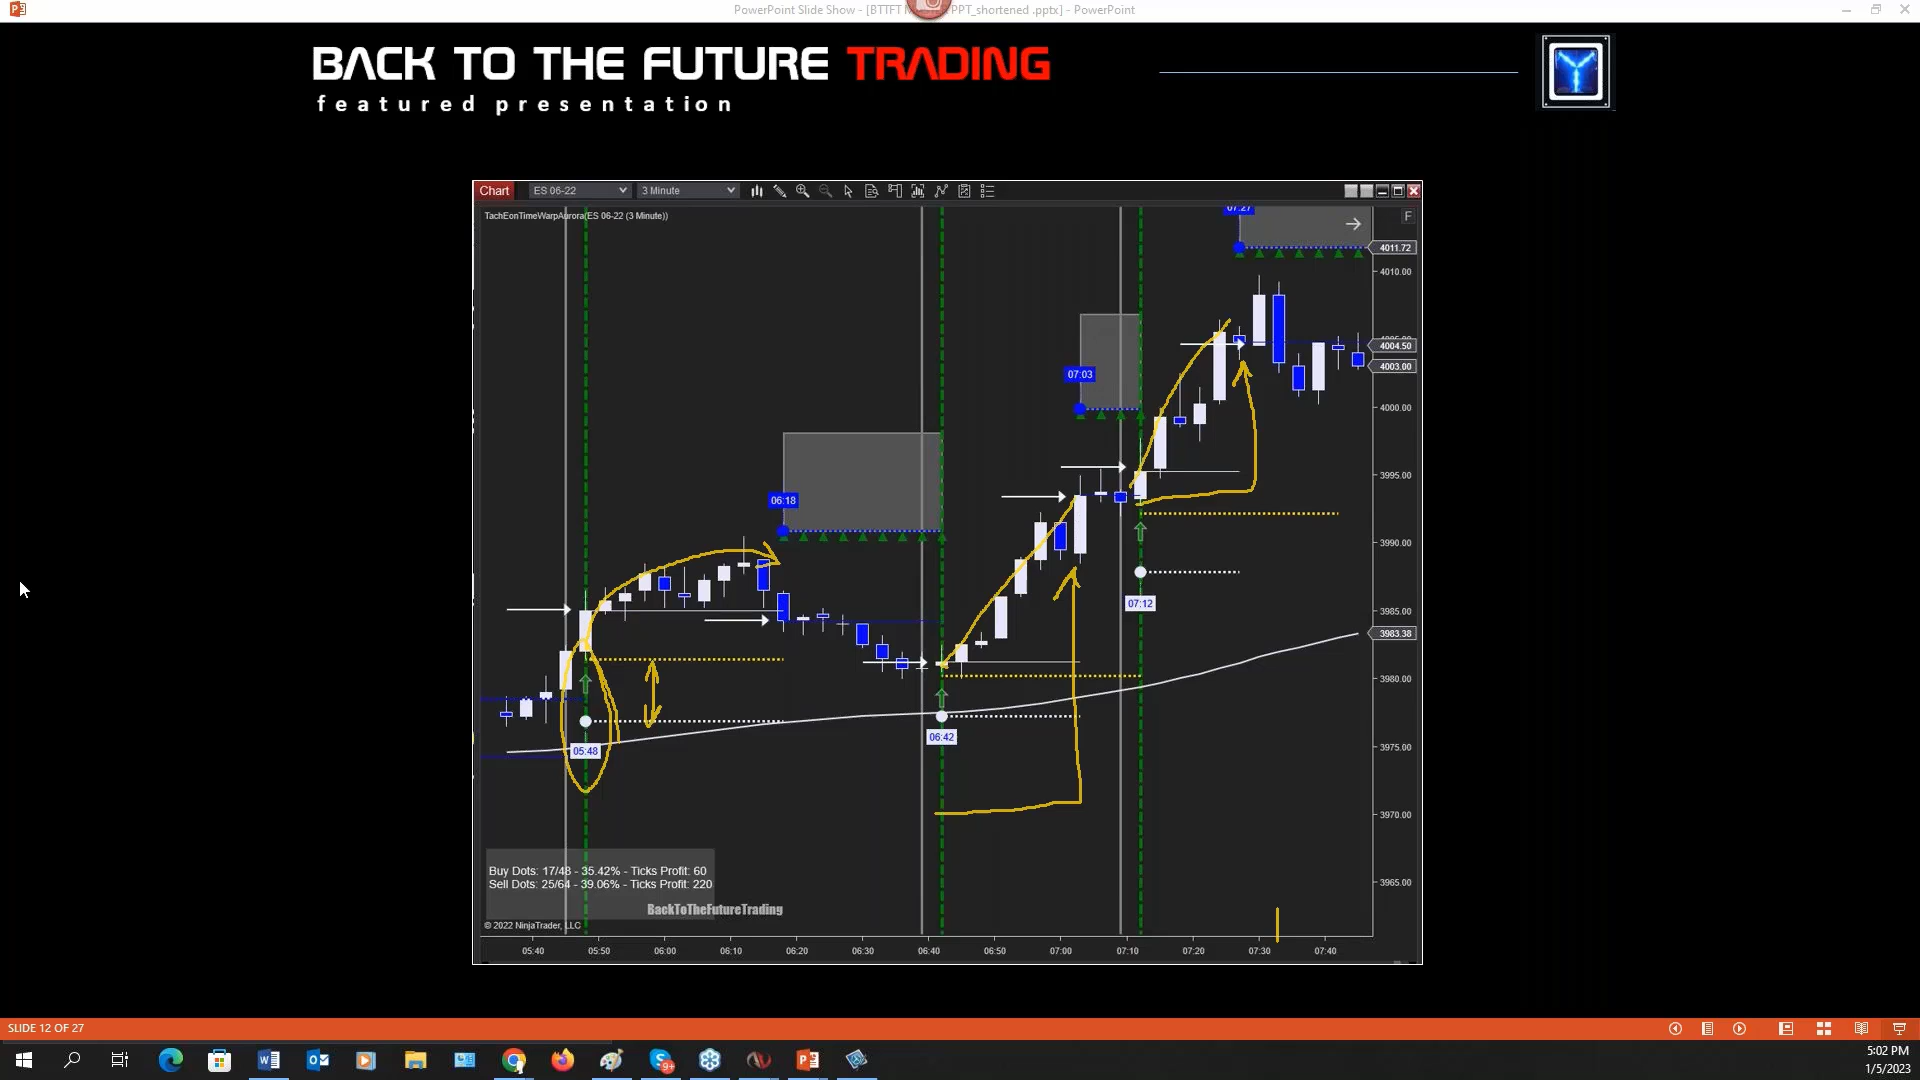 PowerPoint Slide Show - [BTTFT PPT_shortened .pptx] - PowerPoint
BACK TO THE FUTURE TRADING
featured presentation
Chart ES 06-22 3 Minute
TachEonTimeWarpAurora(ES 06-22 (3 Minute))
F
07:27
4011.72
4010.00
4004.50
4003.00
07:03
4000.00
3995.00
06:18
3990.00
07:12
3985.00
3983.38
3980.00
06:42
05:48
3975.00
3970.00
Buy Dots: 17/48 - 35.42% - Ticks Profit: 60
Sell Dots: 25/64 - 39.06% - Ticks Profit: 220
3965.00
BackToTheFutureTrading
© 2022 NinjaTrader, LLC
05:40 05:50 06:00 06:10 06:20 06:30 06:40 06:50 07:00 07:10 07:20 07:30 07:40
SLIDE 12 OF 27
9+
5:02 PM
1/5/2023